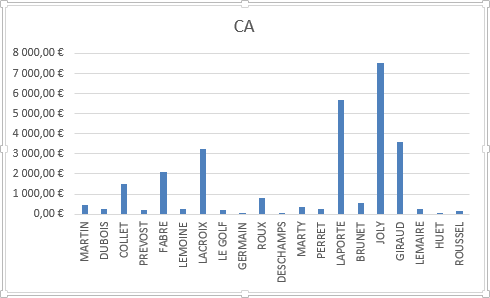 CA
8 000,00 €
7 000,00 €
6 000,00 €
5 000,00 €
4 000,00 €
3 000,00 €
2 000,00 €
1 000,00 €
0,00 €
MARTIN
DUBOIS
COLLET
PREVOST
FABRE
LEMOINE
LACROIX
LE GOLF
GERMAIN
ROUX
DESCHAMPS
MARTY
PERRET
LAPORTE
BRUNET
JOLY
GIRAUD
LEMAIRE
HUET
ROUSSEL